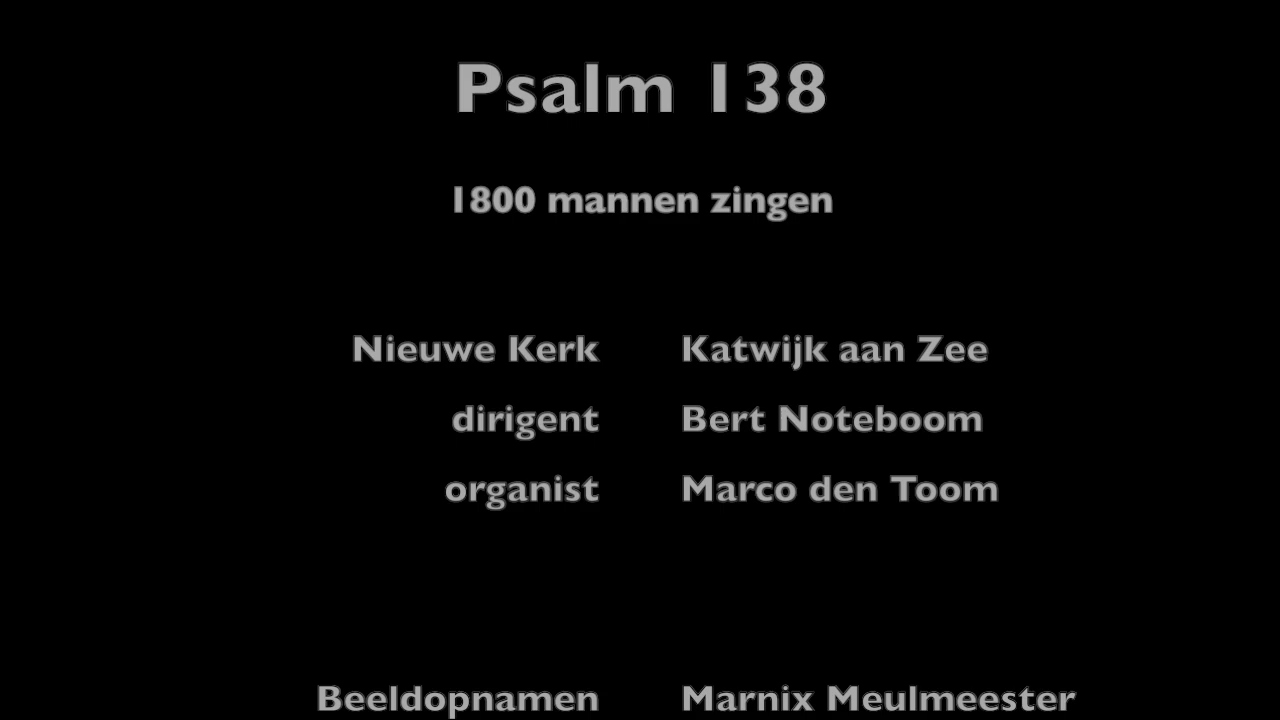 Psalm 138
1800 mannen zingen
Nieuwe Kerk Katwijk aan Zee
dirigent Bert Noteboom
organist Marco den Toom
Beeldopnamen Marnix Meulmeester